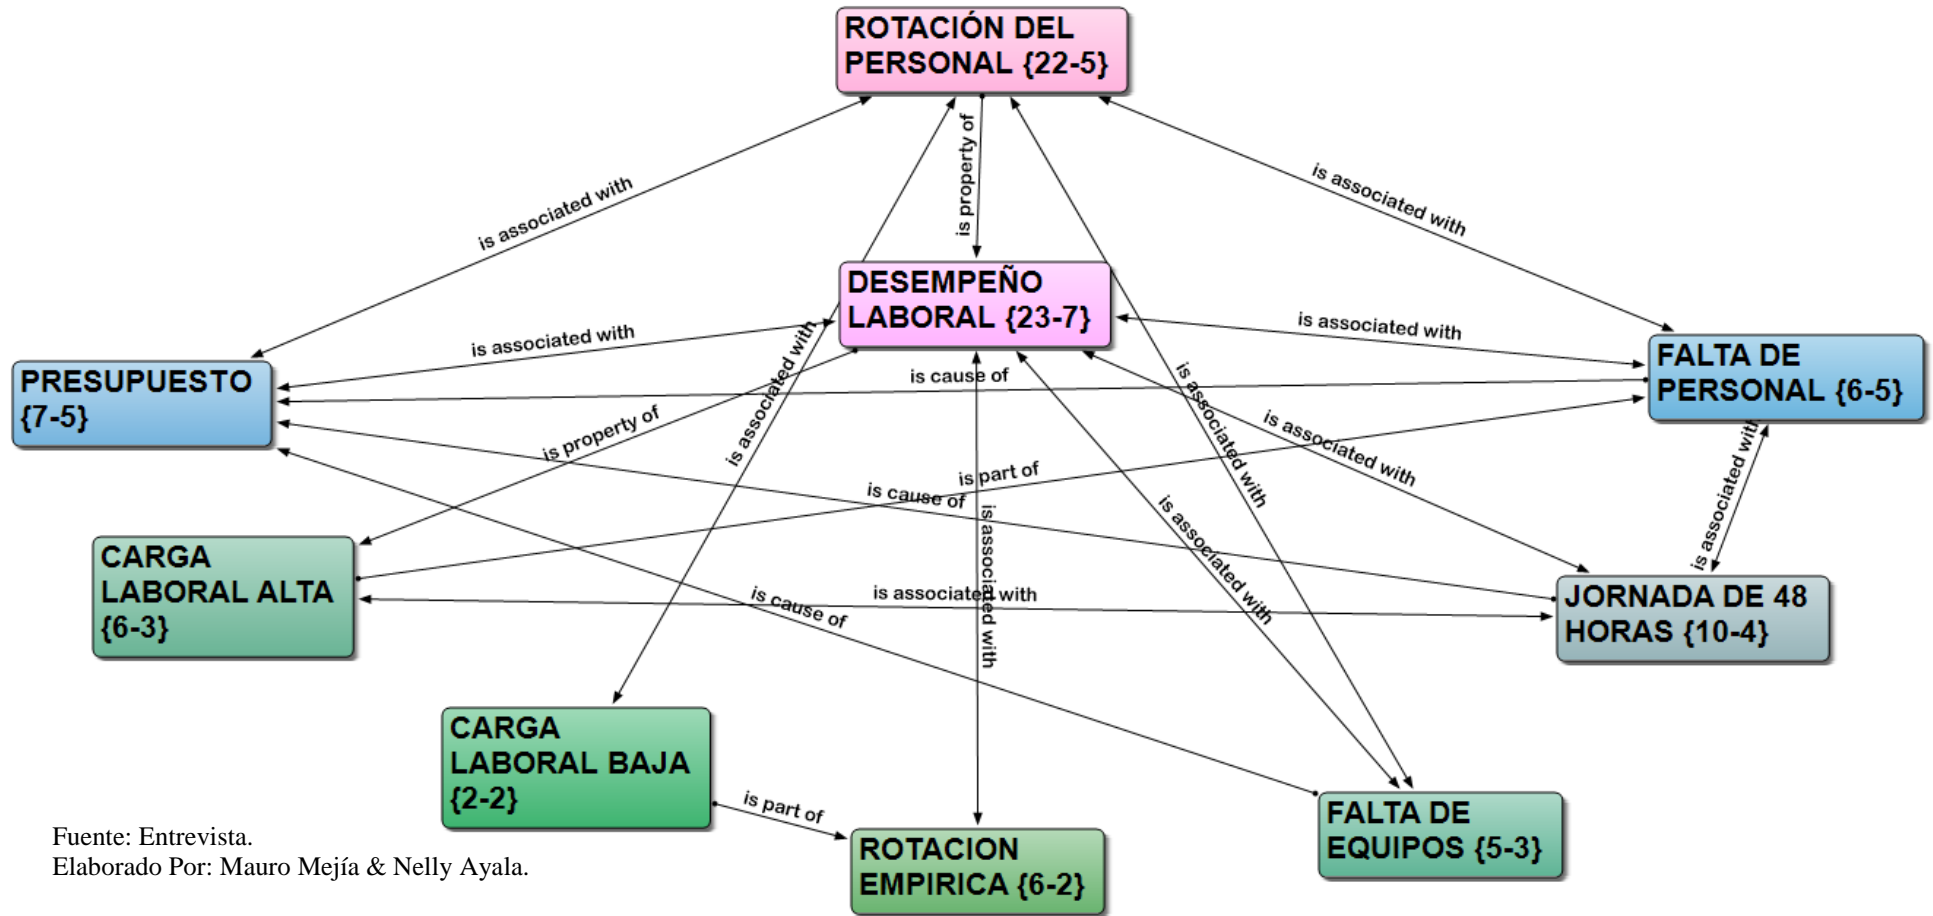 ROTACIÓN DEL
PERSONAL {22-5}
is property of
is associated with
is associated with
DESEMPEÑO
LABORAL {23-7}
is associated with
is associated with
PRESUPUESTO
{7-5}
is cause of
FALTA DE
PERSONAL {6-5}
is associated with
is property of
is associated with
is associated with
is part of
is cause of
is associated with
is associated with
is associated with
CARGA
LABORAL ALTA
{6-3}
is cause of
is associated with
JORNADA DE 48
HORAS {10-4}
CARGA
LABORAL BAJA
{2-2}
is part of
ROTACION
EMPIRICA {6-2}
FALTA DE
EQUIPOS {5-3}
Fuente: Entrevista.
Elaborado Por: Mauro Mejía & Nelly Ayala.